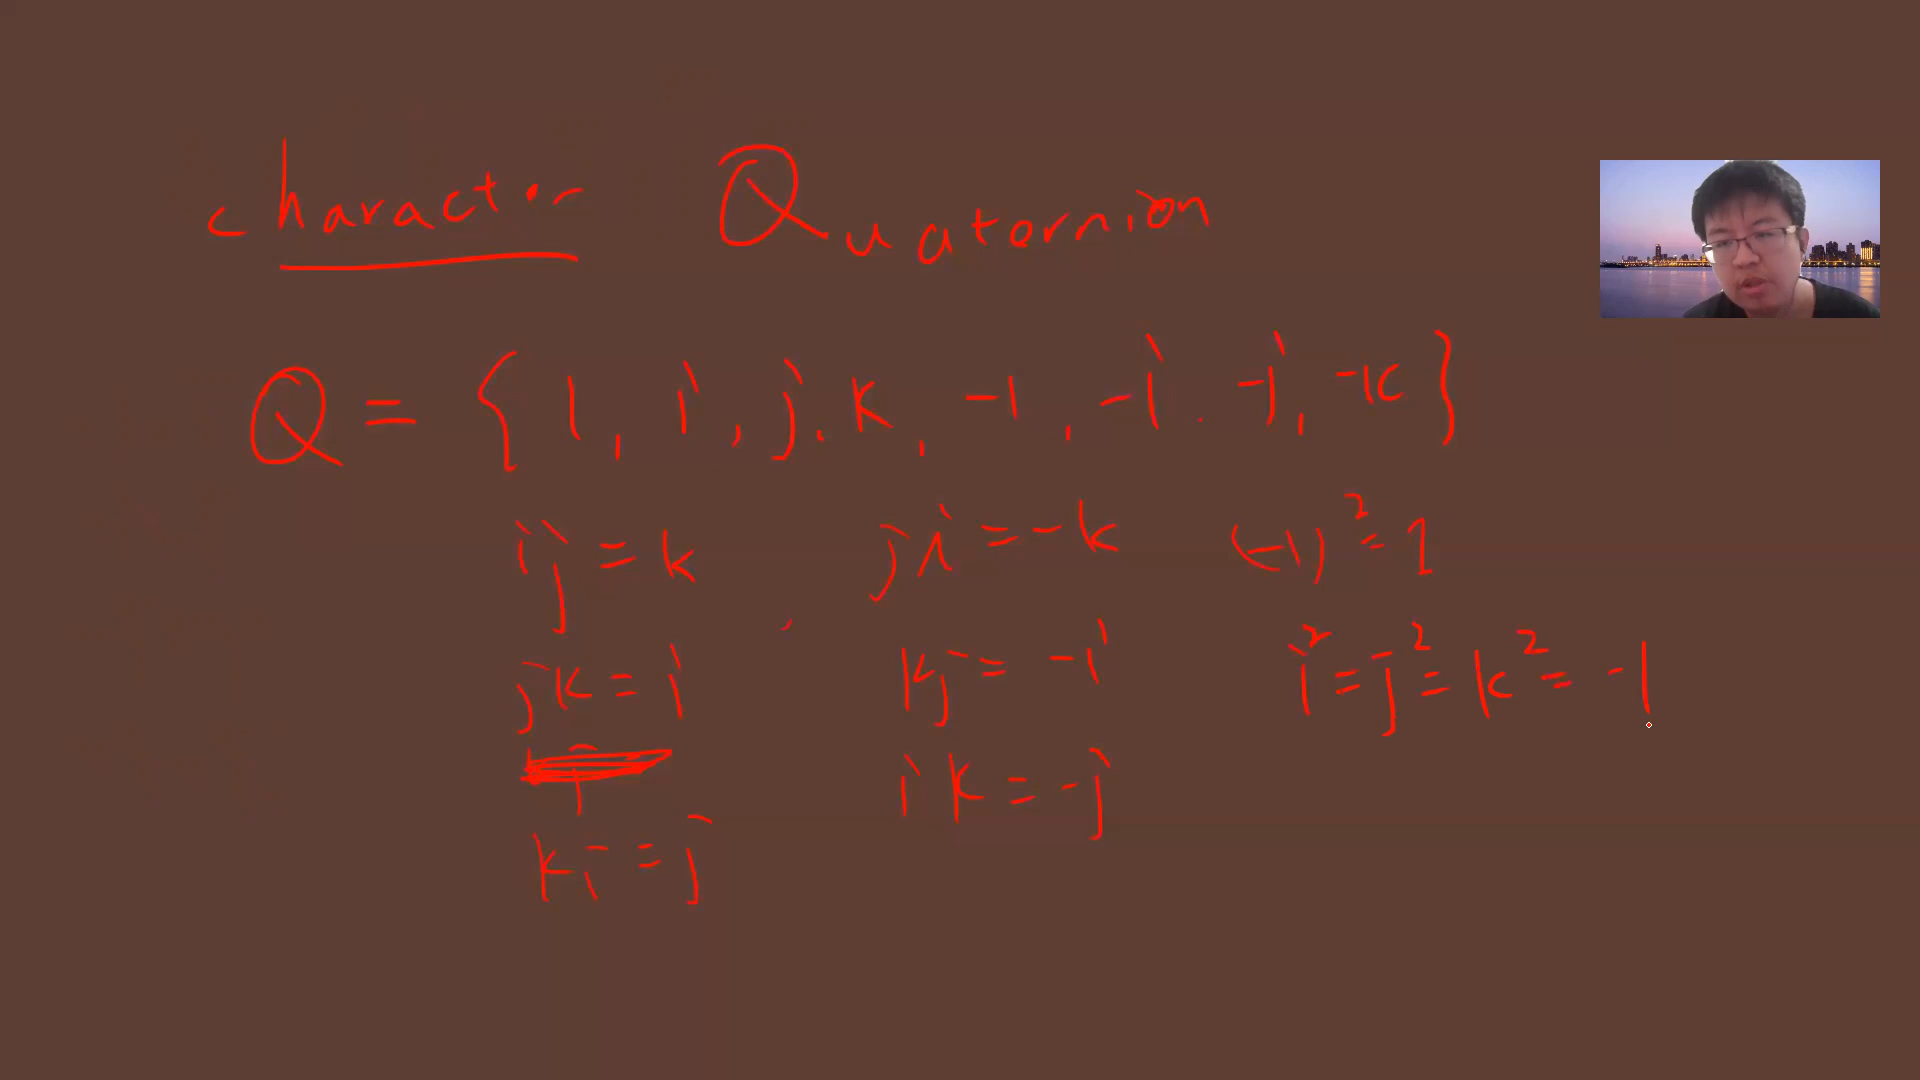 character Quaternion
Q = { 1, i, j, k, -1, -i, -j, -k }
ij = k , ji = -k (-1)² = 1
jk = i kj = -i i² = j² = k² = -1
ik = -j
ki = j